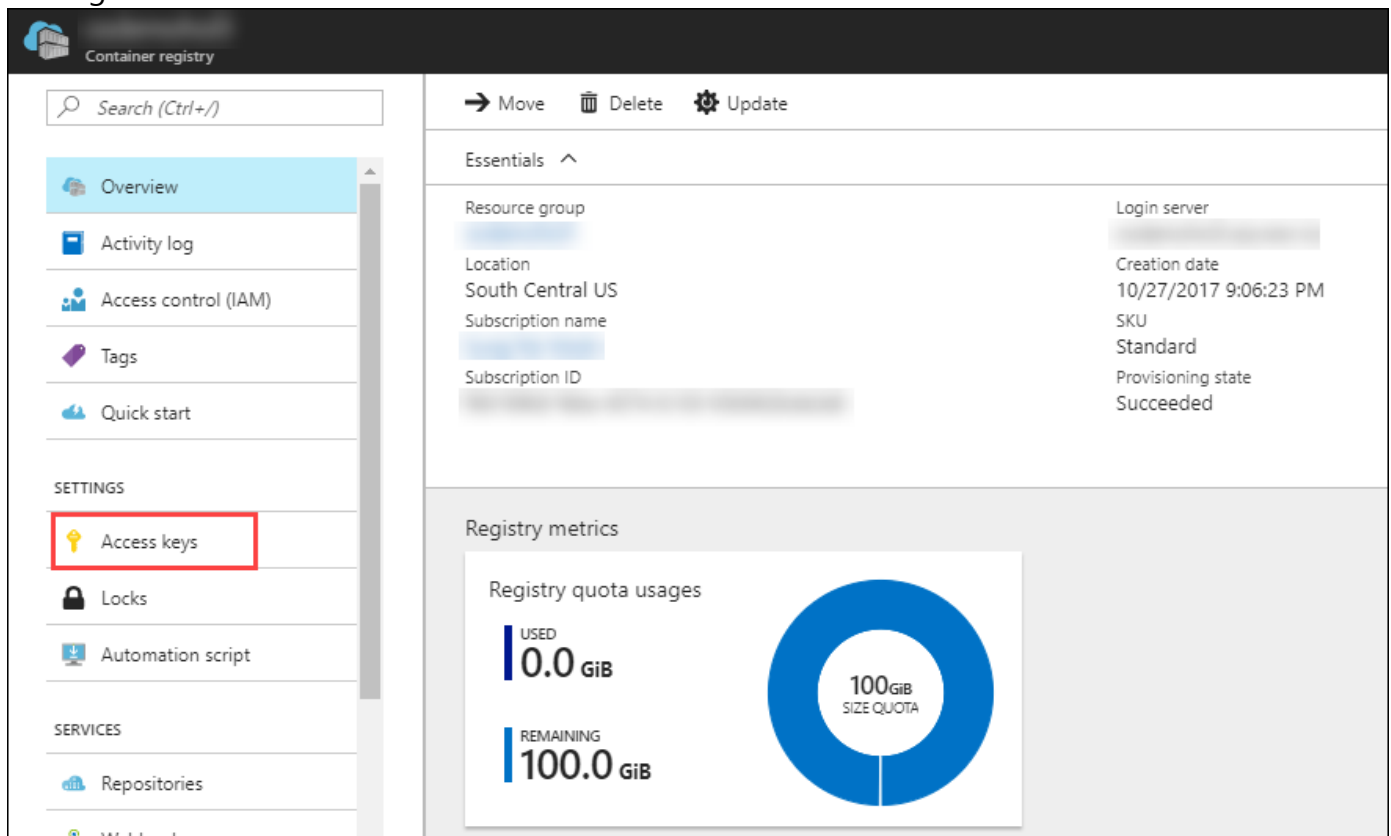 Container registry
Search (Ctrl+/)
Move Delete Update
Essentials
Overview
Activity log
Access control (IAM)
Tags
Quick start
SETTINGS
Access keys
Locks
Automation script
SERVICES
Repositories
Resource group
Location
South Central US
Subscription name
Subscription ID
Login server
Creation date
10/27/2017 9:06:23 PM
SKU
Standard
Provisioning state
Succeeded
Registry metrics
Registry quota usages
USED
0.0 GiB
REMAINING
100.0 GiB
100GiB
SIZE QUOTA